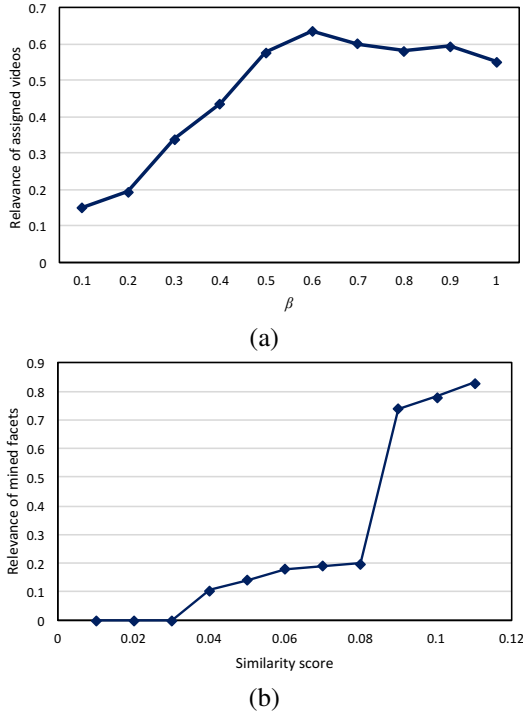 0.7
0.6
0.5
0.4
0.3
0.2
0.1
0
Relavance of assigned videos
0.1 0.2 0.3 0.4 0.5 0.6 0.7 0.8 0.9 1
β
(a)
0.9
0.8
0.7
0.6
0.5
0.4
0.3
0.2
0.1
0
Relevance of mined facets
0 0.02 0.04 0.06 0.08 0.1 0.12
Similarity score
(b)